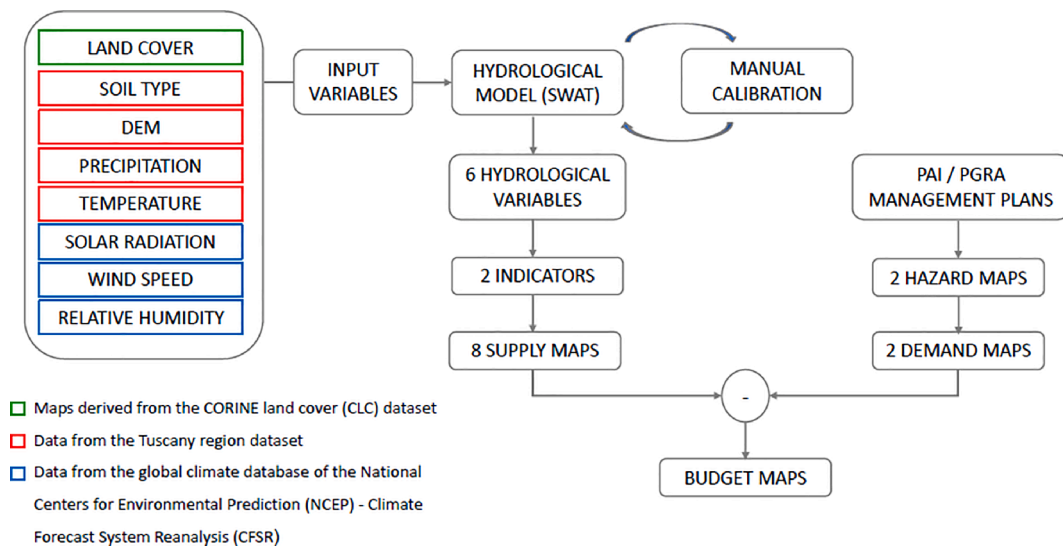 LAND COVER
SOIL TYPE
DEM
PRECIPITATION
TEMPERATURE
SOLAR RADIATION
WIND SPEED
RELATIVE HUMIDITY
INPUT
VARIABLES
HYDROLOGICAL
MODEL (SWAT)
MANUAL
CALIBRATION
6 HYDROLOGICAL
VARIABLES
2 INDICATORS
8 SUPPLY MAPS
PAI / PGRA
MANAGEMENT PLANS
2 HAZARD MAPS
2 DEMAND MAPS
-
BUDGET MAPS
Maps derived from the CORINE land cover (CLC) dataset
Data from the Tuscany region dataset
Data from the global climate database of the National
Centers for Environmental Prediction (NCEP) - Climate
Forecast System Reanalysis (CFSR)